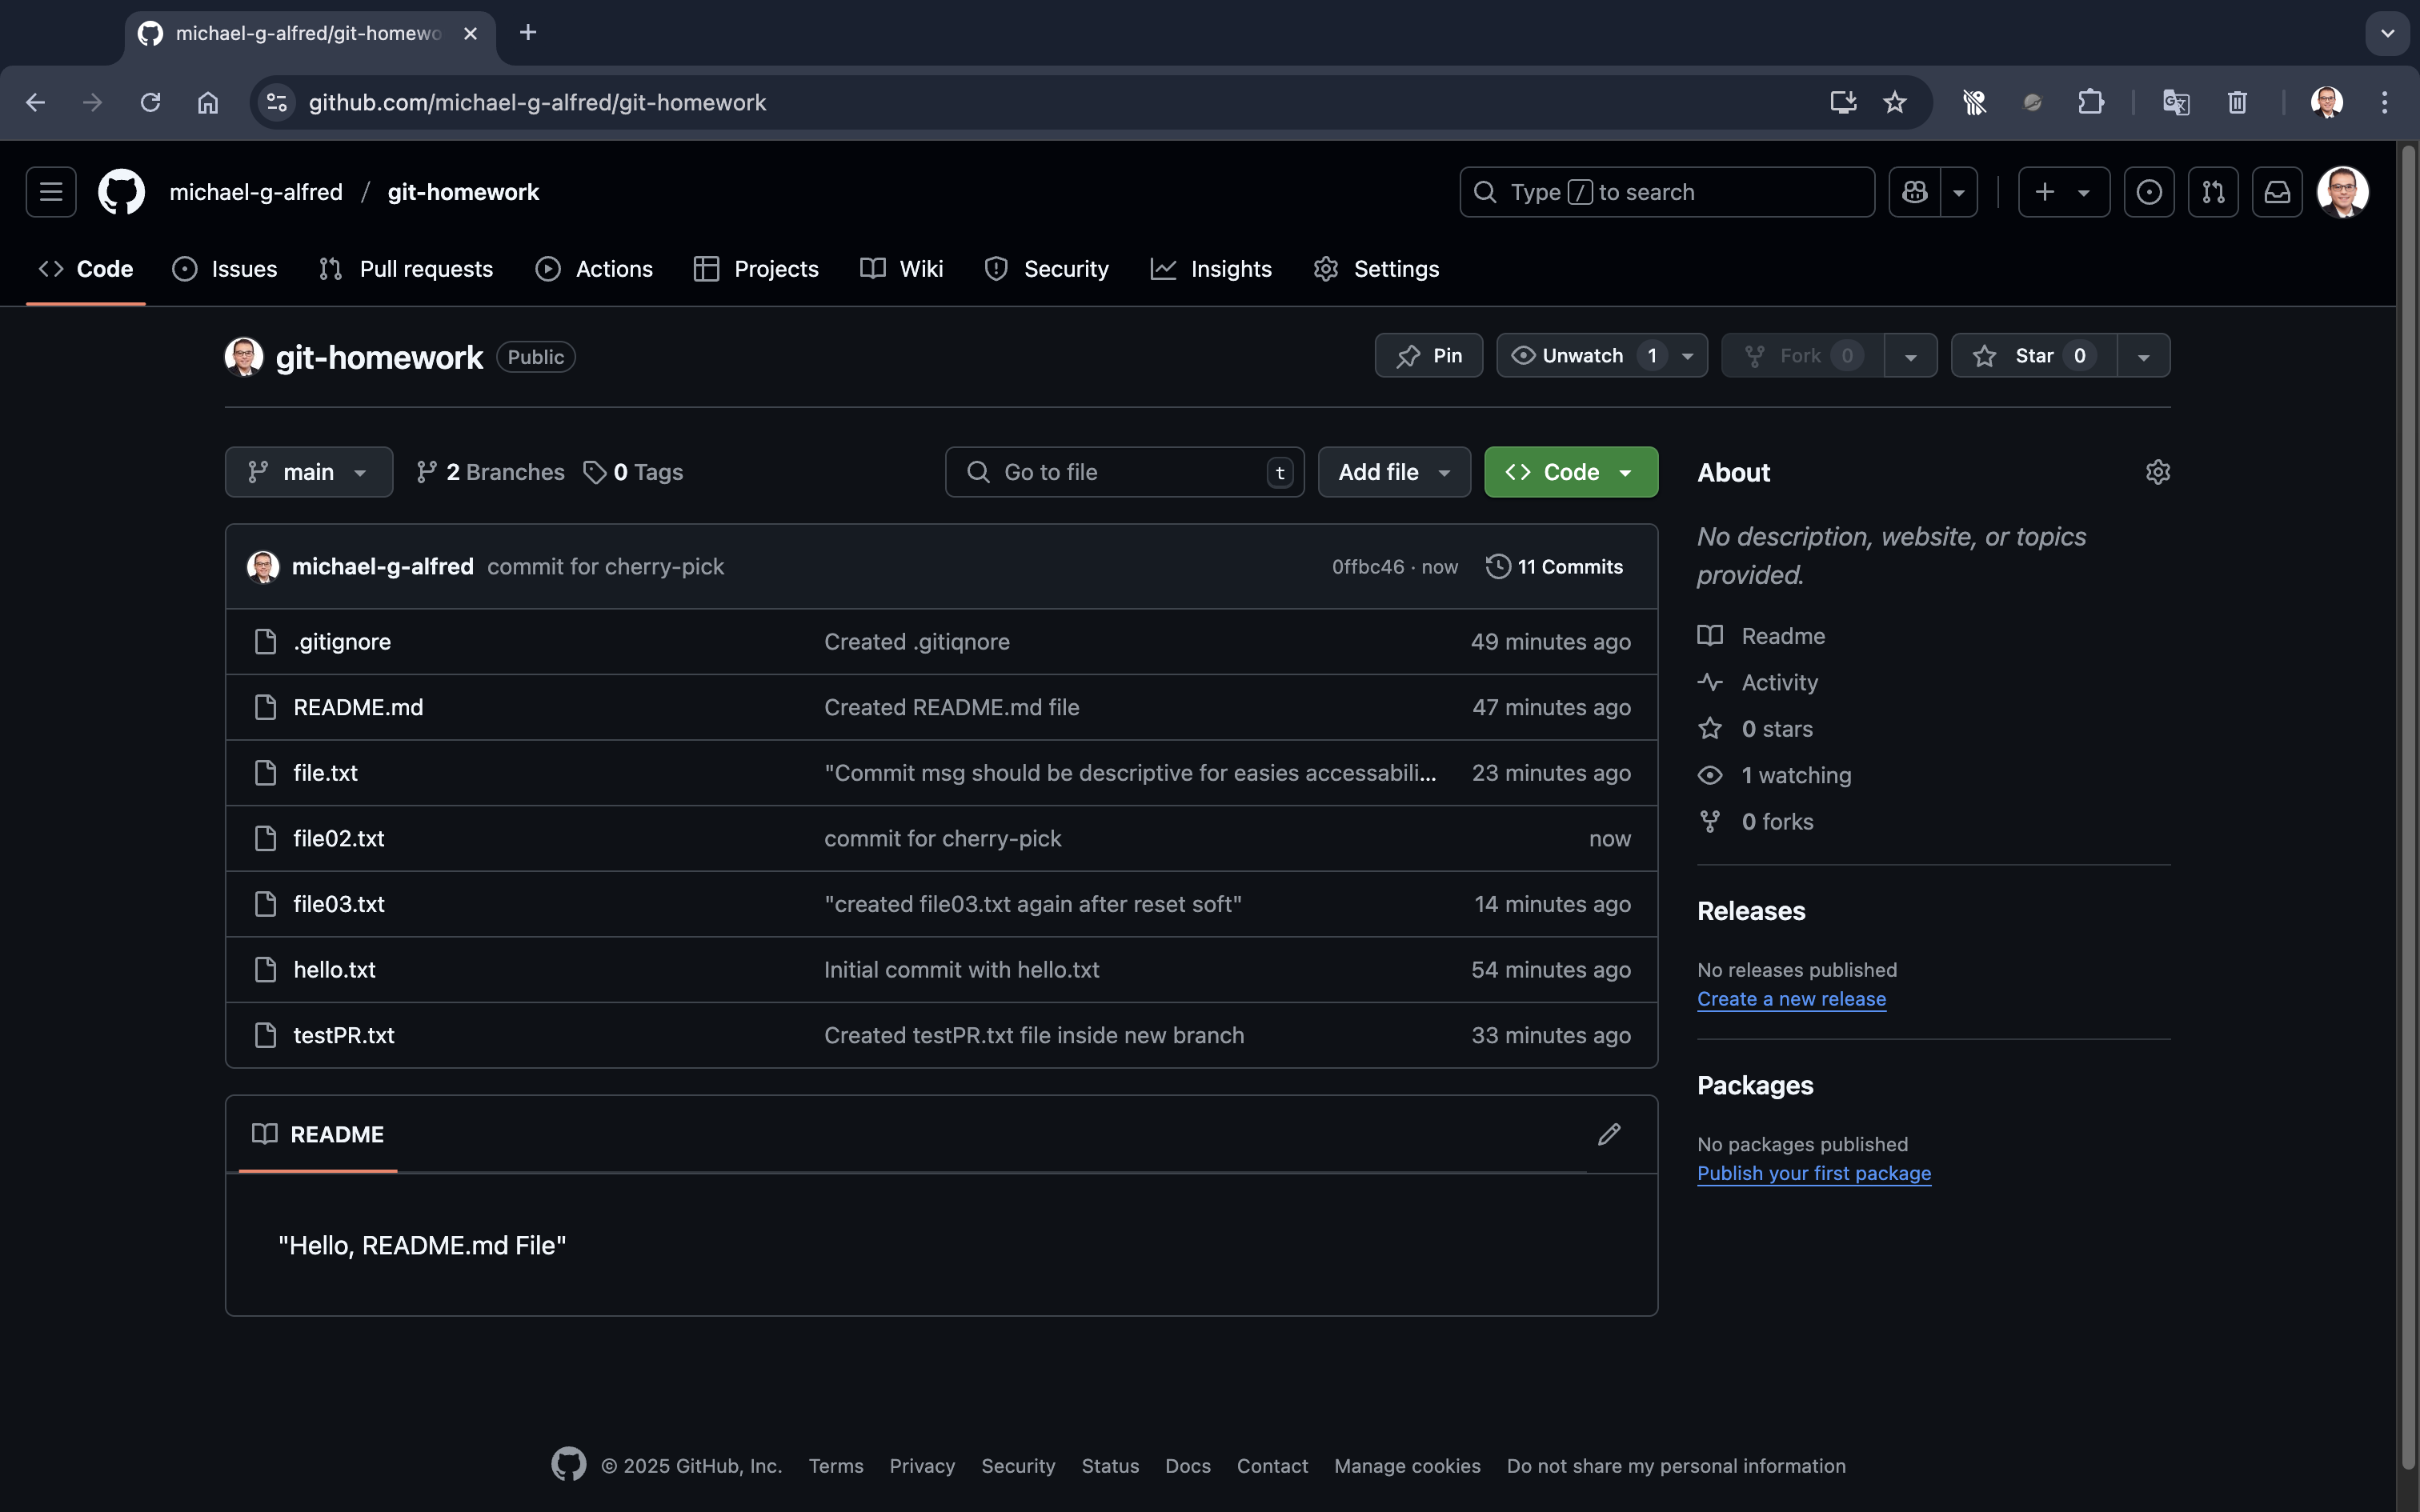 michael-g-alfred/git-homewo
github.com/michael-g-alfred/git-homework
michael-g-alfred / git-homework
Type / to search
Code Issues Pull requests Actions Projects Wiki Security Insights Settings
git-homework Public
Pin Unwatch 1 Fork 0 Star 0
main 2 Branches 0 Tags Go to file t Add file Code
michael-g-alfred commit for cherry-pick 0ffbc46 · now 11 Commits
.gitignore Created .gitiqnore 49 minutes ago
README.md Created README.md file 47 minutes ago
file.txt "Commit msg should be descriptive for easies accessabili... 23 minutes ago
file02.txt commit for cherry-pick now
file03.txt "created file03.txt again after reset soft" 14 minutes ago
hello.txt Initial commit with hello.txt 54 minutes ago
testPR.txt Created testPR.txt file inside new branch 33 minutes ago
README
"Hello, README.md File"
About
No description, website, or topics
provided.
Readme
Activity
0 stars
1 watching
0 forks
Releases
No releases published
Create a new release
Packages
No packages published
Publish your first package
© 2025 GitHub, Inc. Terms Privacy Security Status Docs Contact Manage cookies Do not share my personal information